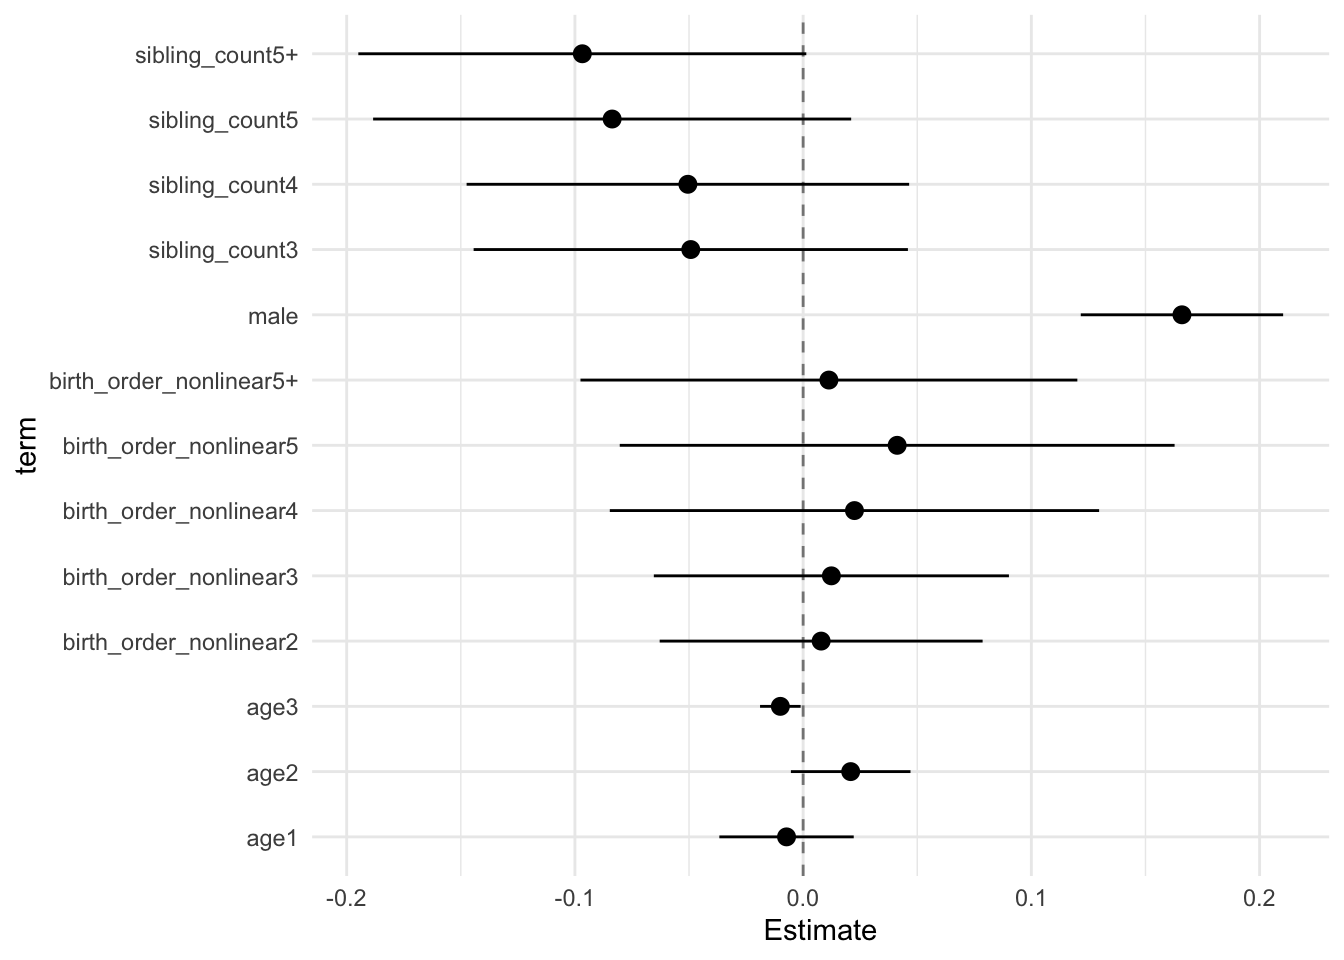 sibling_count5+
sibling_count5
sibling_count4
sibling_count3
male
birth_order_nonlinear5+
birth_order_nonlinear5
birth_order_nonlinear4
birth_order_nonlinear3
birth_order_nonlinear2
age3
age2
age1
term
-0.2 -0.1 0.0 0.1 0.2
Estimate